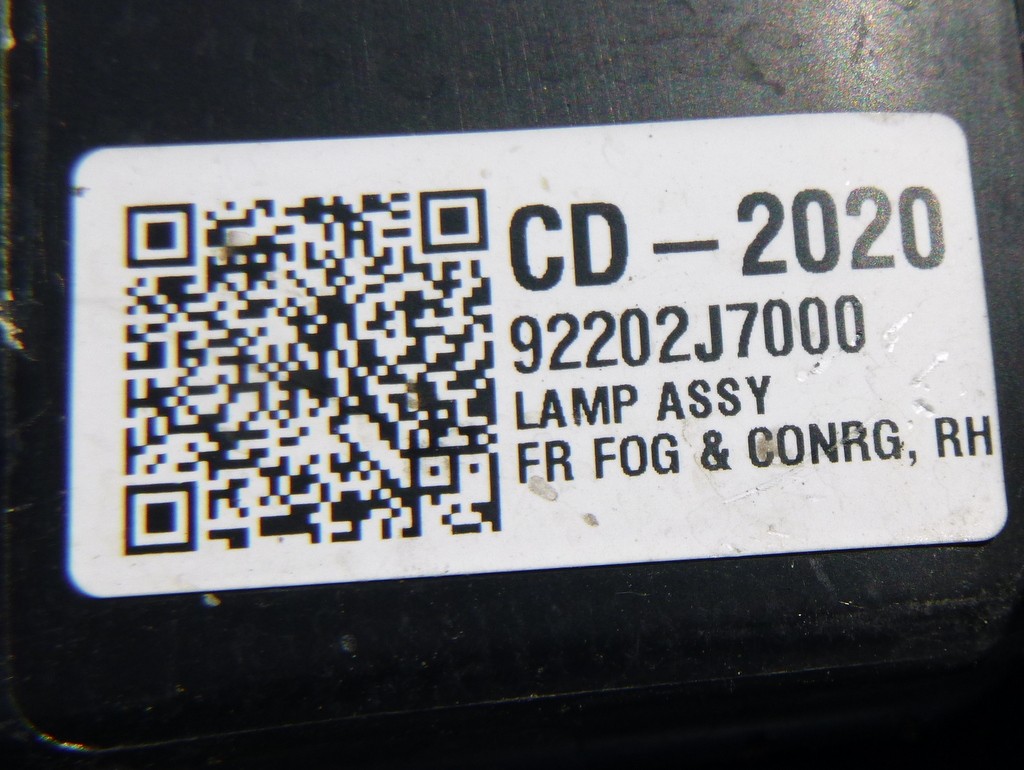 CD - 2020
92202J7000
LAMP ASSY
FR FOG & CONRG, RH